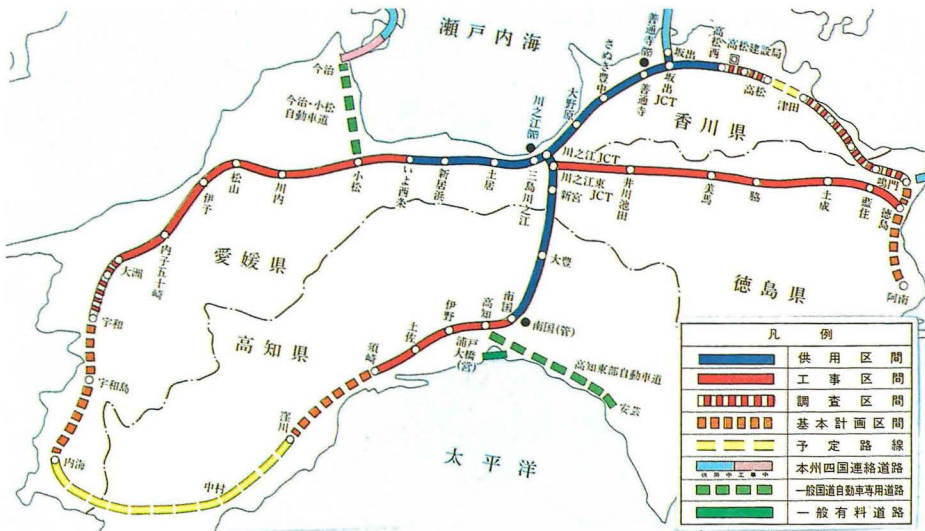 瀬戸内海
今治
今治・小松
自動車道
川之江(管)
大野原
さぬき豊中
善通寺(管)
善通寺
坂出
坂出
JCT
高松西
高松建設局
高松
津田
香川県
鳴門
徳島
藍住
土成
脇
美馬
井川池田
川之江JCT
川之江東
JCT
新宮
三島川之江
土居
新居浜
いよ西条
小松
川内
松山
伊予
内子五十崎
大洲
宇和
宇和島
内海
愛媛県
高知県
徳島県
阿南
大豊
南国
南国(管)
高知
伊野
土佐
須崎
窪川
中村
浦戸
大橋
(営)
高知東部自動車道
安芸
太平洋
凡例
供用区間
工事区間
調査区間
基本計画区間
予定路線
供用中 工事中
本州四国連絡道路
一般国道自動車専用道路
一般有料道路